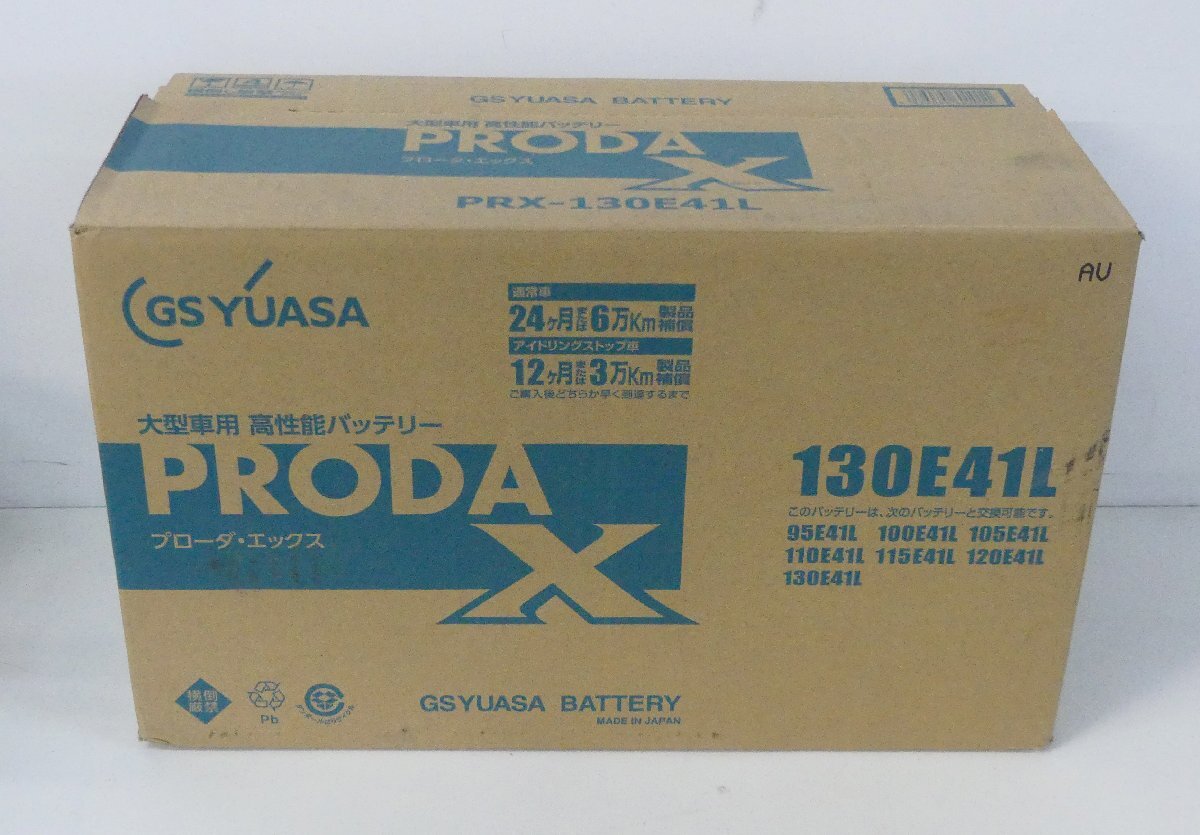 GSYUASA BATTERY
大型車用 高性能バッテリー
PRODA
X
プローダ・エックス
PRX-130E41L
AU
GS YUASA
通常車
24ヶ月または6万Km製品補償
アイドリングストップ車
12ヶ月または3万Km製品補償
ご購入後どちらか早く到達するまで
大型車用 高性能バッテリー
PRODA
X
プローダ・エックス
130E41L
このバッテリーは、次のバッテリーと交換可能です。
95E41L 100E41L 105E41L
110E41L 115E41L 120E41L
130E41L
横倒厳禁
Pb
GSYUASA BATTERY
MADE IN JAPAN